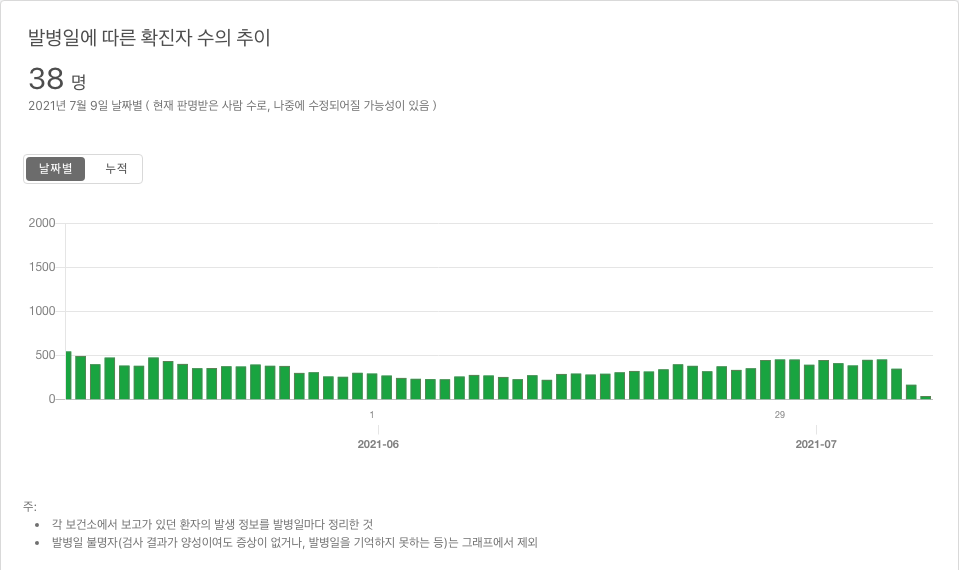 발병일에 따른 확진자 수의 추이
38 명
2021년 7월 9일 날짜별 ( 현재 판명받은 사람 수로, 나중에 수정되어질 가능성이 있음 )
날짜별 누적
2000
1500
1000
500
0
1 29
2021-06 2021-07
주:
• 각 보건소에서 보고가 있던 환자의 발생 정보를 발병일마다 정리한 것
• 발병일 불명자(검사 결과가 양성이여도 증상이 없거나, 발병일을 기억하지 못하는 등)는 그래프에서 제외